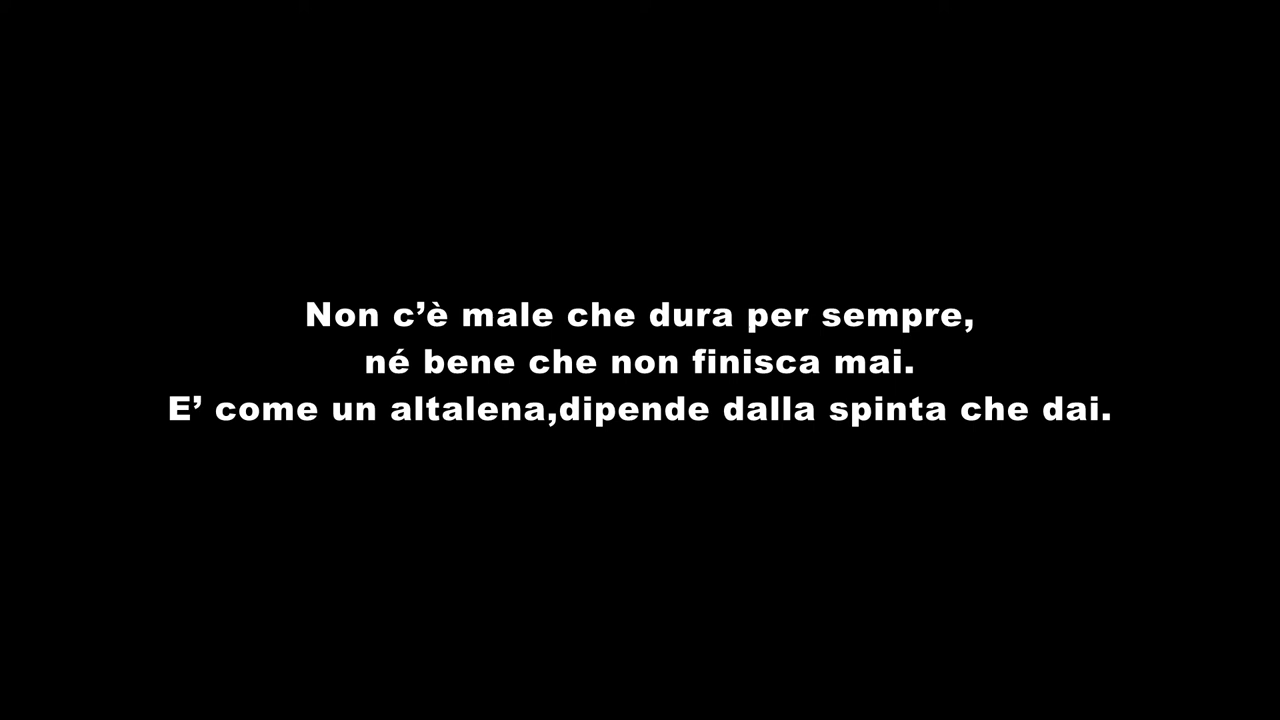 Non c’è male che dura per sempre,
né bene che non finisca mai.
E’ come un altalena,dipende dalla spinta che dai.